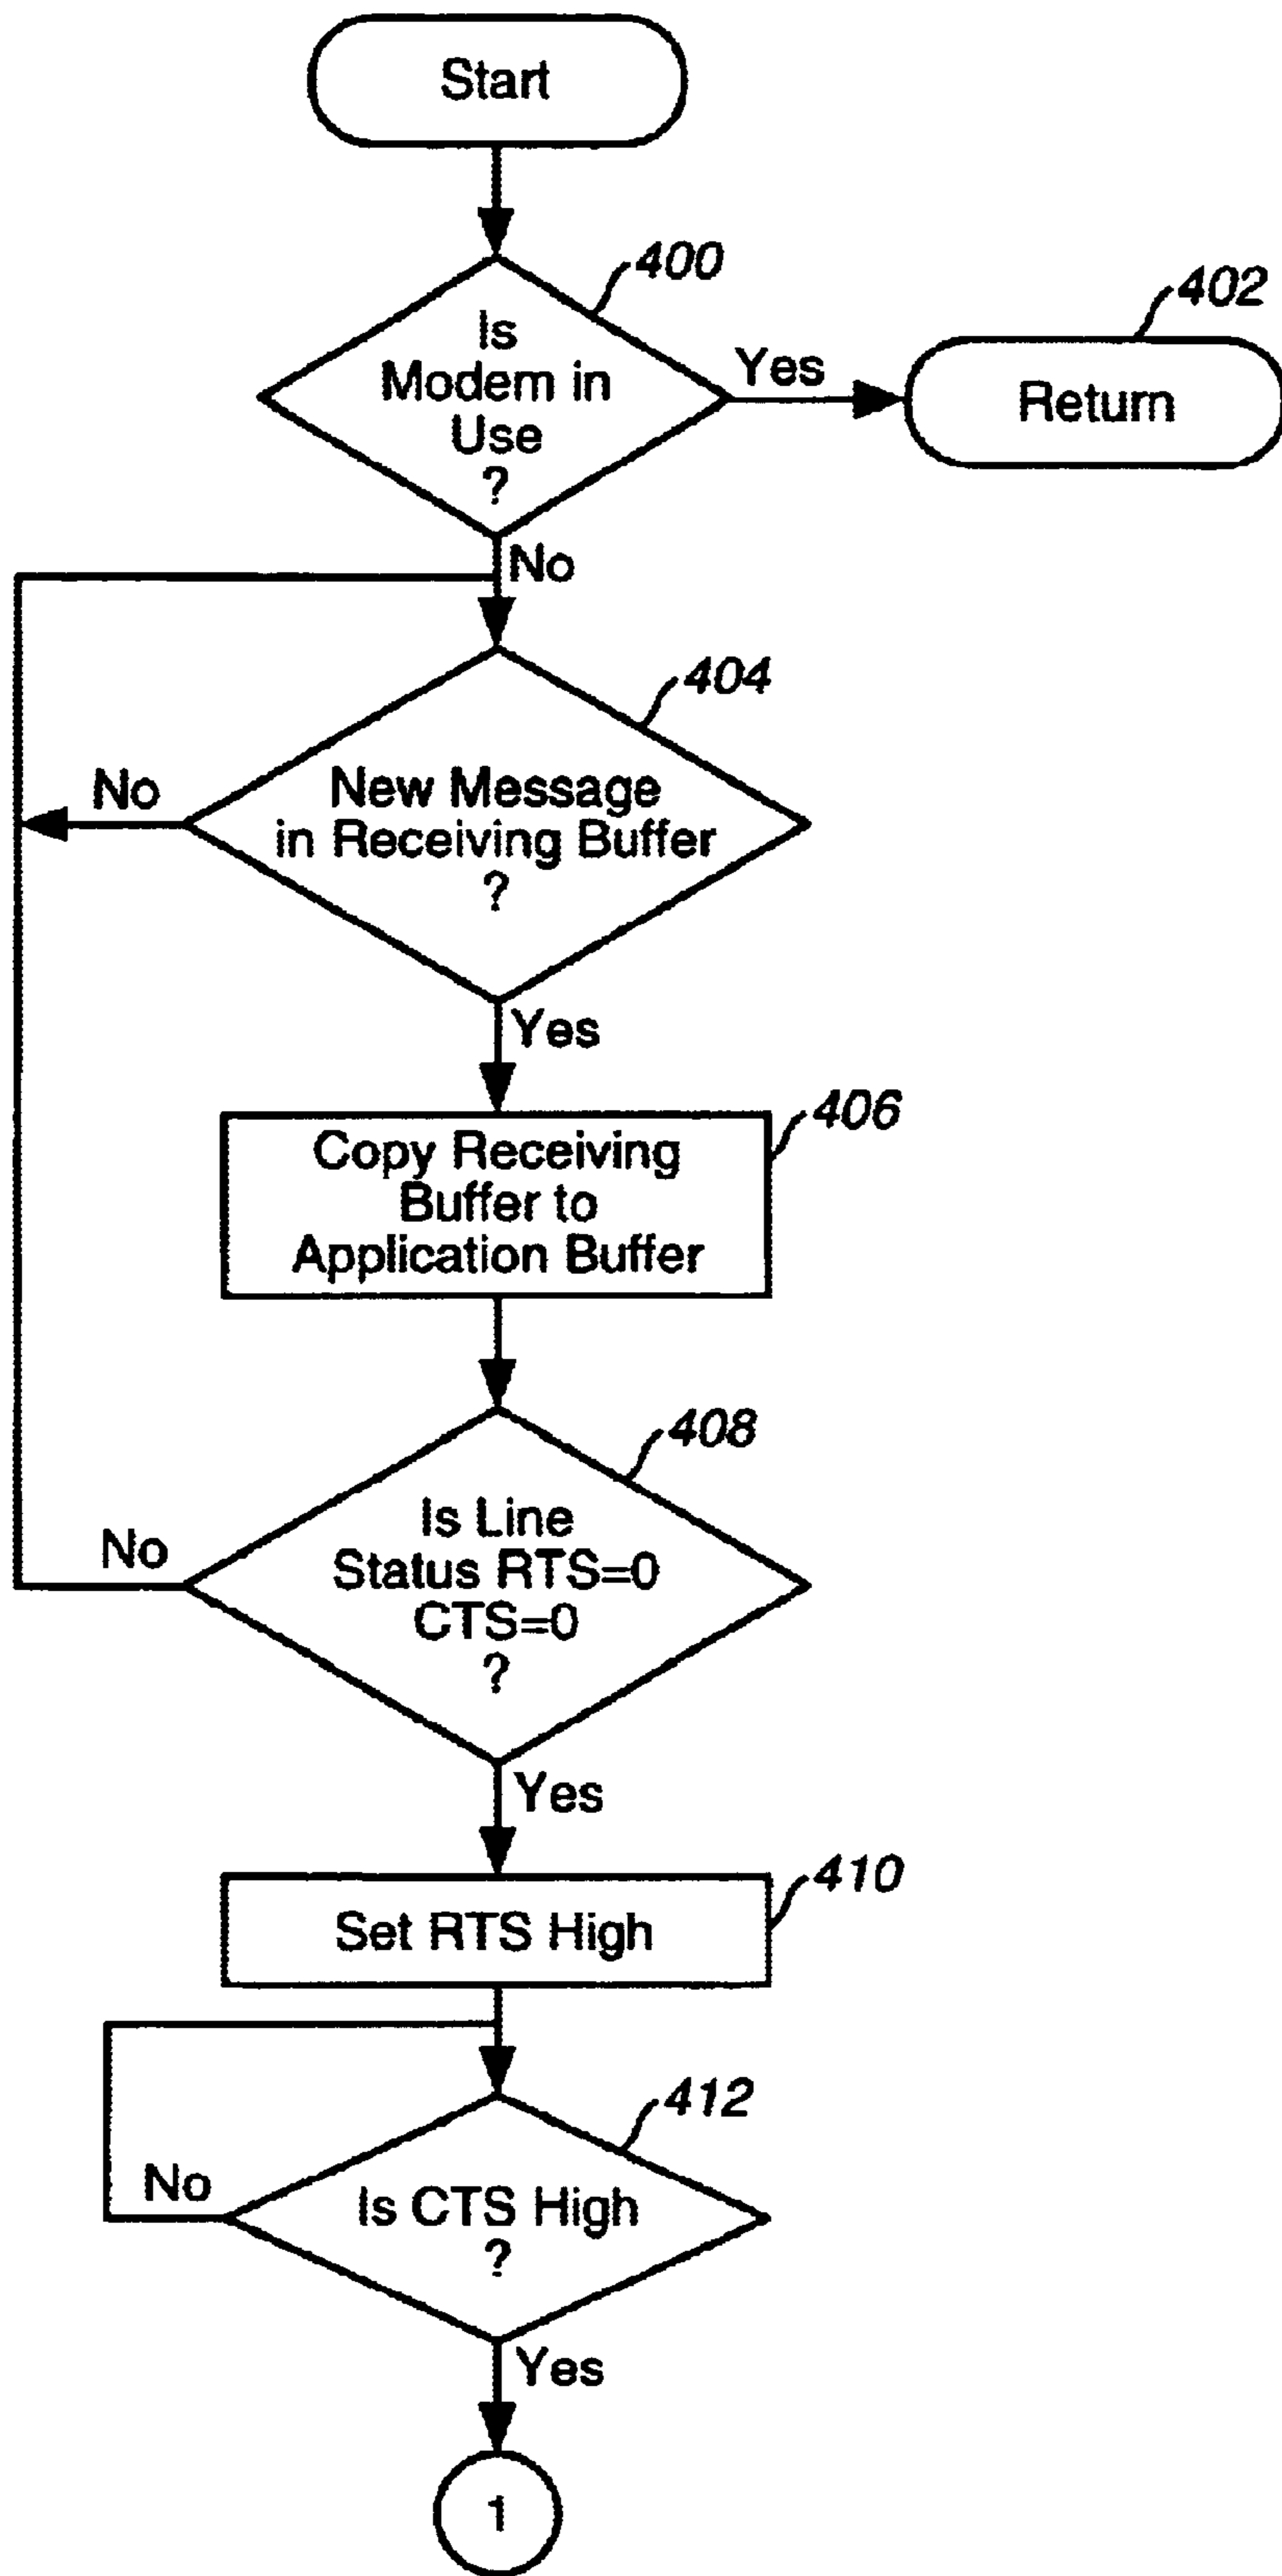 Start
400
Is
Modem in
Use
?
Yes
402
Return
No
404
New Message
in Receiving Buffer
?
No
Yes
406
Copy Receiving
Buffer to
Application Buffer
408
Is Line
Status RTS=0
CTS=0
?
No
Yes
410
Set RTS High
412
Is CTS High
?
No
Yes
1